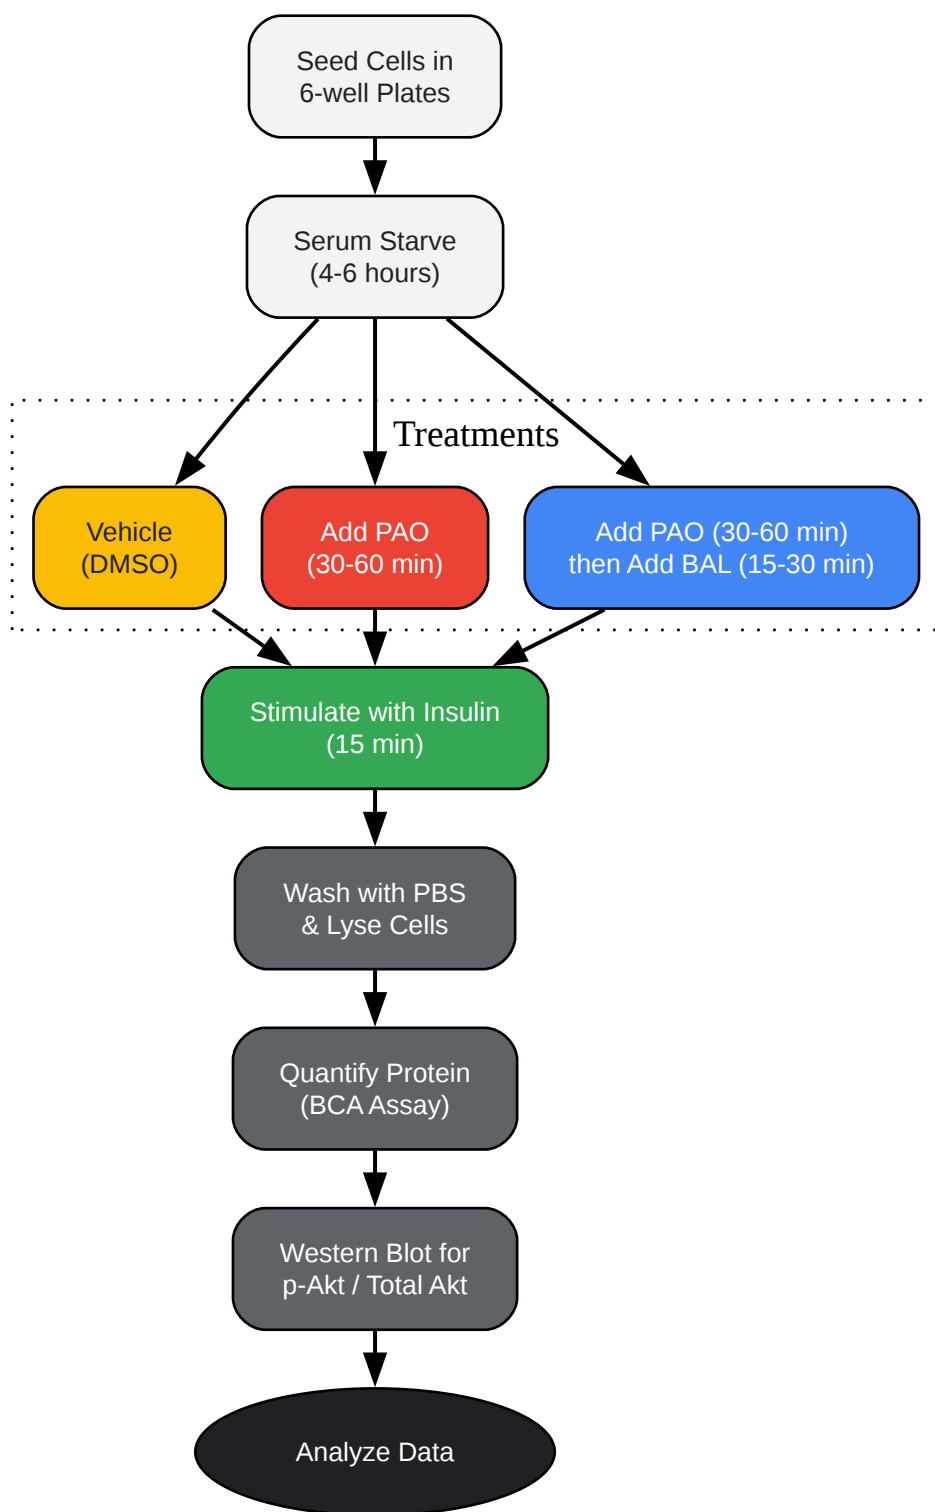 Seed Cells in
6-well Plates
Serum Starve
(4-6 hours)
Treatments
Vehicle
(DMSO)
Add PAO
(30-60 min)
Add PAO (30-60 min)
then Add BAL (15-30 min)
Stimulate with Insulin
(15 min)
Wash with PBS
& Lyse Cells
Quantify Protein
(BCA Assay)
Western Blot for
p-Akt / Total Akt
Analyze Data